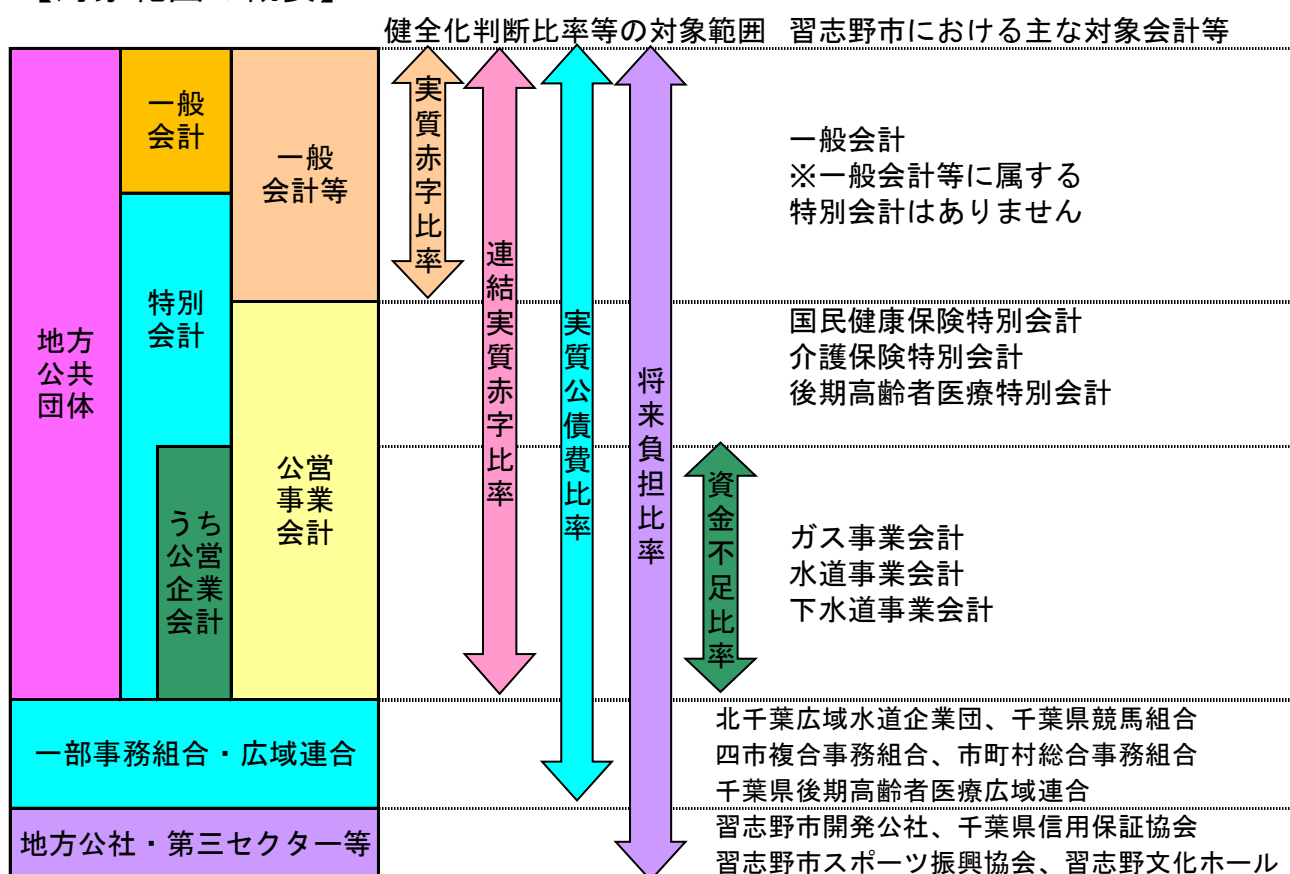 健全化判断比率等の対象範囲
習志野市における主な対象会計等
地方
公共
団体
一般
会計
特別
会計
うち
公営
企業
会計
一般
会計等
公営
事業
会計
実質赤字比率
連結実質赤字比率
実質公債費比率
将来負担比率
資金不足比率
一般会計
※一般会計等に属する
特別会計はありません
国民健康保険特別会計
介護保険特別会計
後期高齢者医療特別会計
ガス事業会計
水道事業会計
下水道事業会計
一部事務組合・広域連合
北千葉広域水道企業団、千葉県競馬組合
四市複合事務組合、市町村総合事務組合
千葉県後期高齢者医療広域連合
地方公社・第三セクター等
習志野市開発公社、千葉県信用保証協会
習志野市スポーツ振興協会、習志野文化ホール